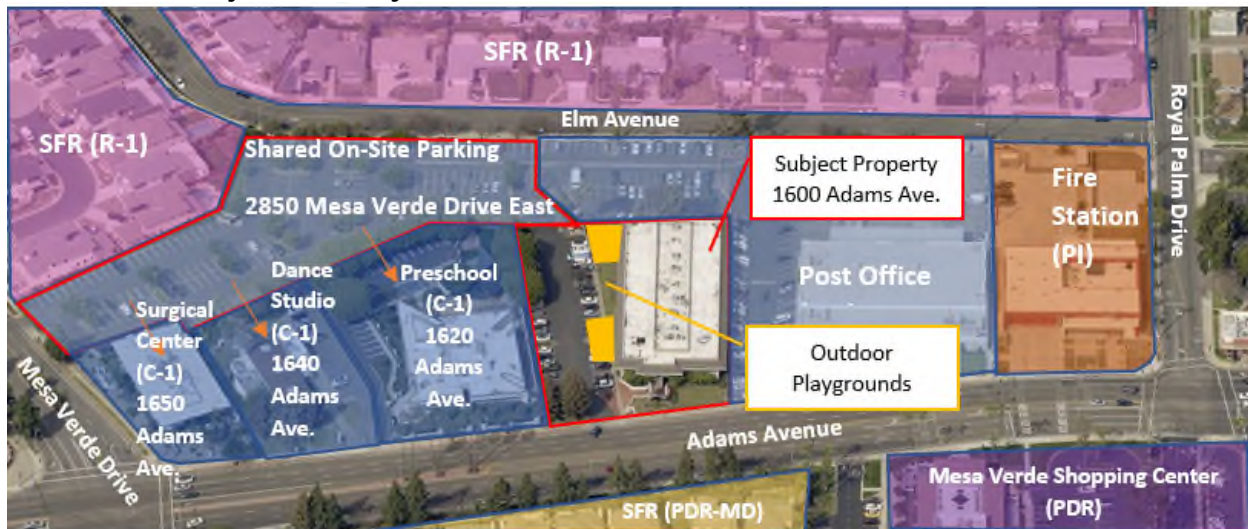 SFR (R-1)
Elm Avenue
Royal Palm Drive
SFR (R-1)
Shared On-Site Parking
2850 Mesa Verde Drive East
Subject Property
1600 Adams Ave.
Fire
Station
(PI)
Surgical
Center
(C-1)
1650
Adams
Ave.
Dance
Studio
(C-1)
1640
Adams
Ave.
Preschool
(C-1)
1620
Adams
Ave.
Post Office
Outdoor
Playgrounds
Mesa Verde Drive
Adams Avenue
SFR (PDR-MD)
Mesa Verde Shopping Center
(PDR)